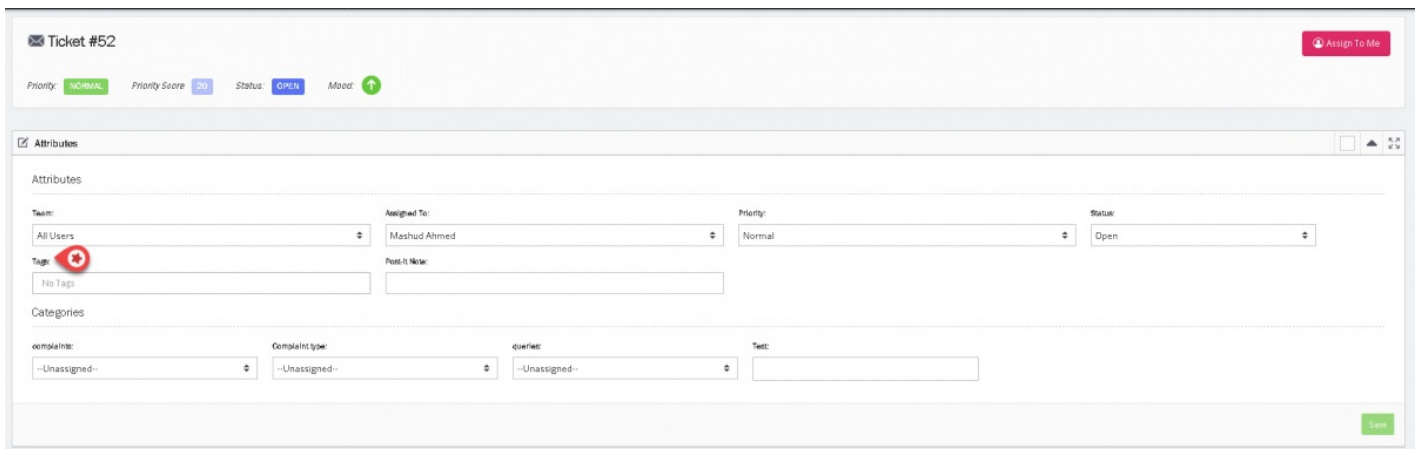 Ticket #52
Assign To Me
Priority: NORMAL Priority Score 20 Status: OPEN Mood:
Attributes
Attributes
Team: Assigned To: Priority: Status:
All Users Mashud Ahmed Normal Open
Tags: Post-It Note:
No Tags
Categories
complaints: Complaint type: queries: Test:
--Unassigned-- --Unassigned-- --Unassigned--
Save